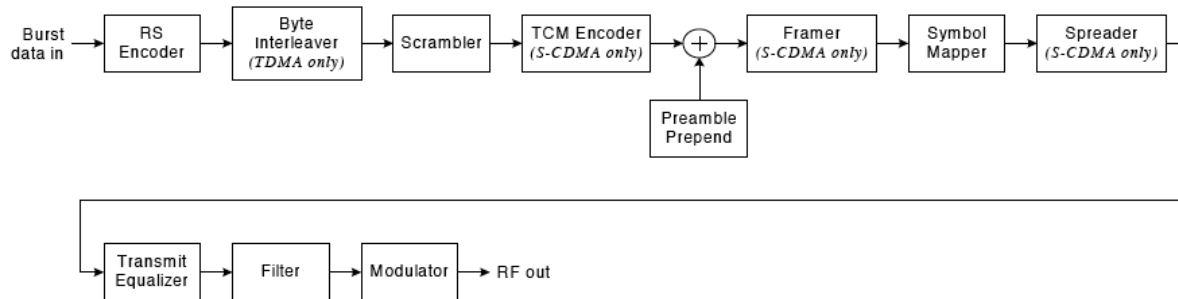 Burst
data in
RS
Encoder
Byte
Interleaver
(TDMA only)
Scrambler
TCM Encoder
(S-CDMA only)
+
Framer
(S-CDMA only)
Symbol
Mapper
Spreader
(S-CDMA only)
Preamble
Prepend
Transmit
Equalizer
Filter
Modulator
RF out